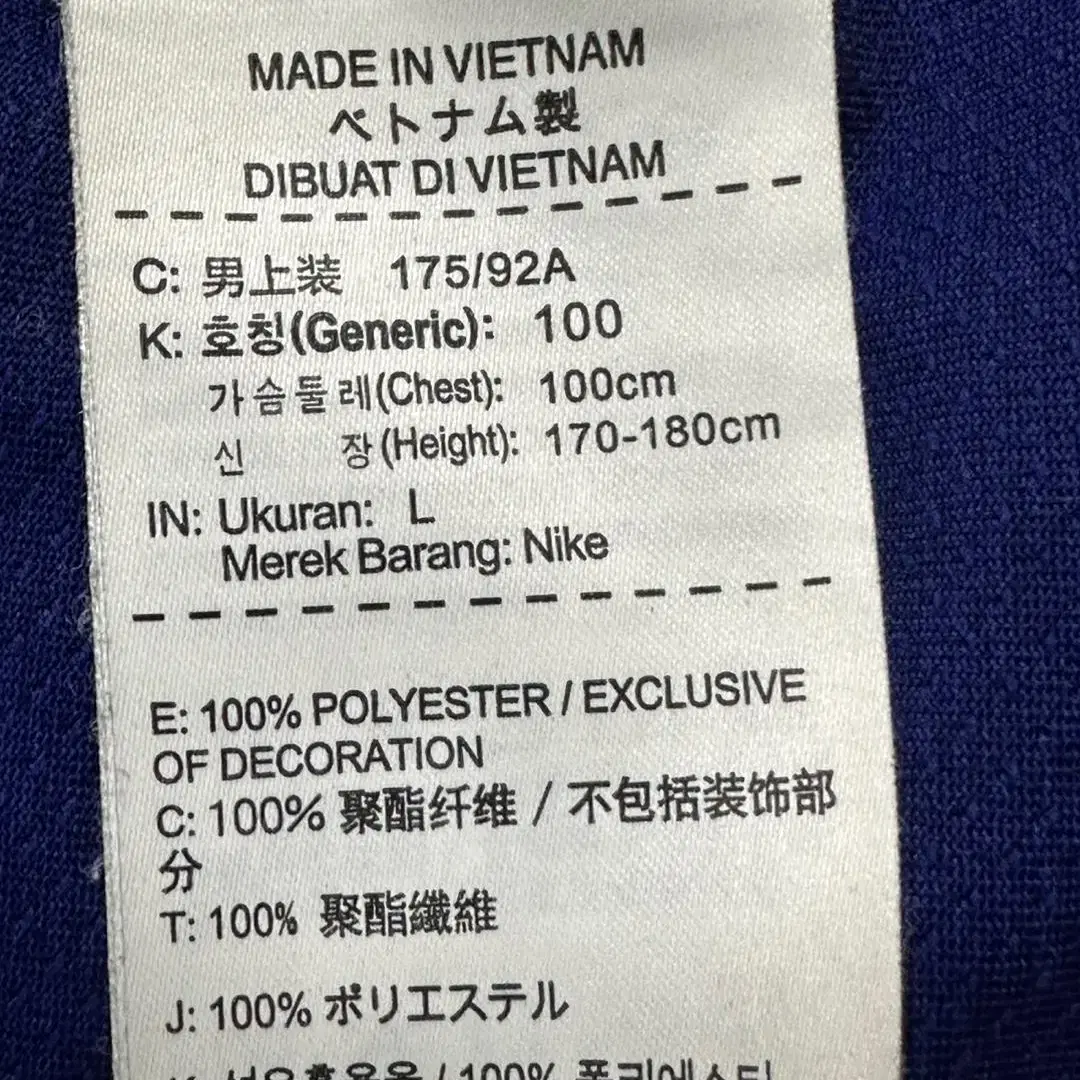 MADE IN VIETNAM
ベトナム製
DIBUAT DI VIETNAM
C: 男上装 175/92A
K: 호칭(Generic): 100
가슴둘레(Chest): 100cm
신 장(Height): 170-180cm
IN: Ukuran: L
Merek Barang: Nike
E: 100% POLYESTER / EXCLUSIVE
OF DECORATION
C: 100% 聚酯纤维 / 不包括装饰部
分
T: 100% 聚酯纖維
J: 100% ポリエステル
/ 100%